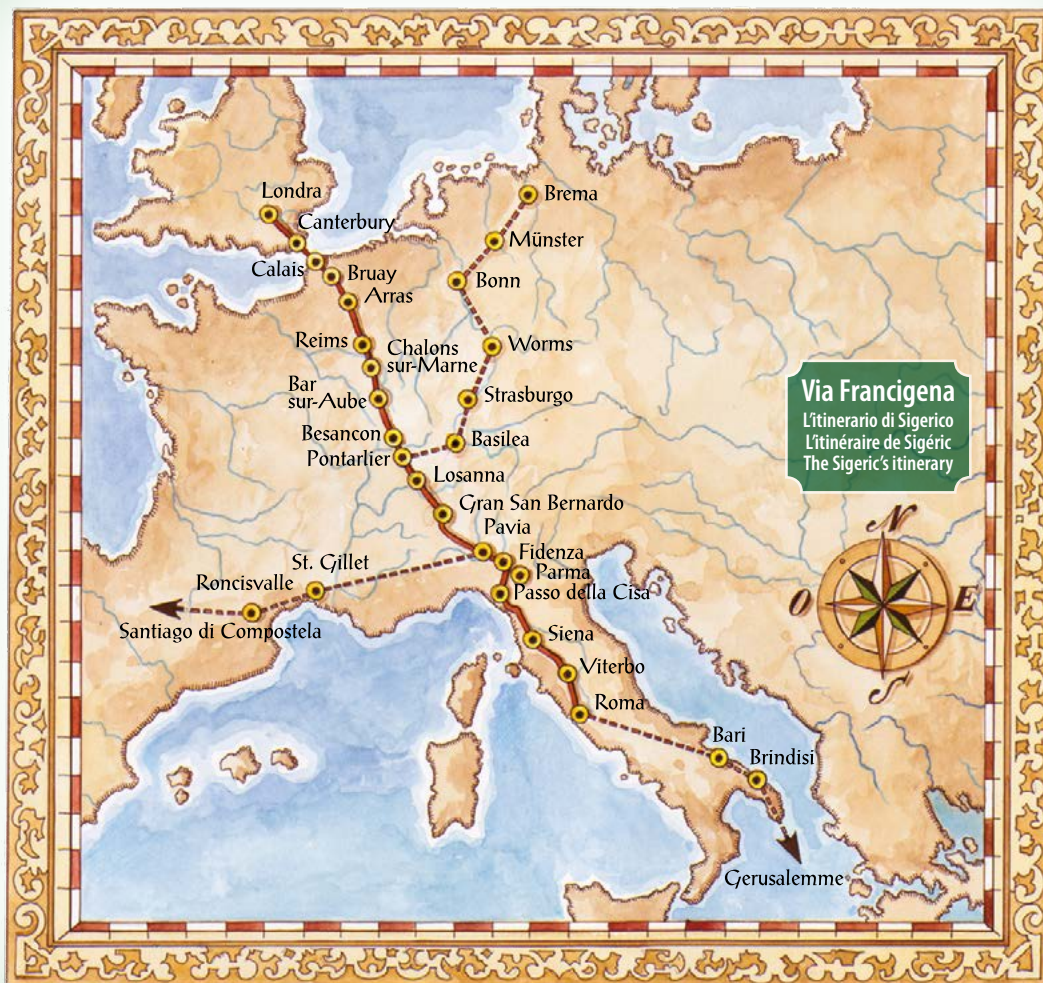 Londra
Canterbury
Calais
Bruay
Arras
Reims
Chalons
sur-Marne
Bar
sur-Aube
Besancon
Pontarlier
Losanna
Gran San Bernardo
Pavia
Fidenza
Parma
Passo della Cisa
Siena
Viterbo
Roma
Bari
Brindisi
Gerusalemme
Brema
Münster
Bonn
Worms
Strasburgo
Basilea
St. Gillet
Roncisvalle
Santiago di Compostela
Via Francigena
L'itinerario di Sigerico
L'itinéraire de Sigéric
The Sigeric's itinerary
N
O
E
S